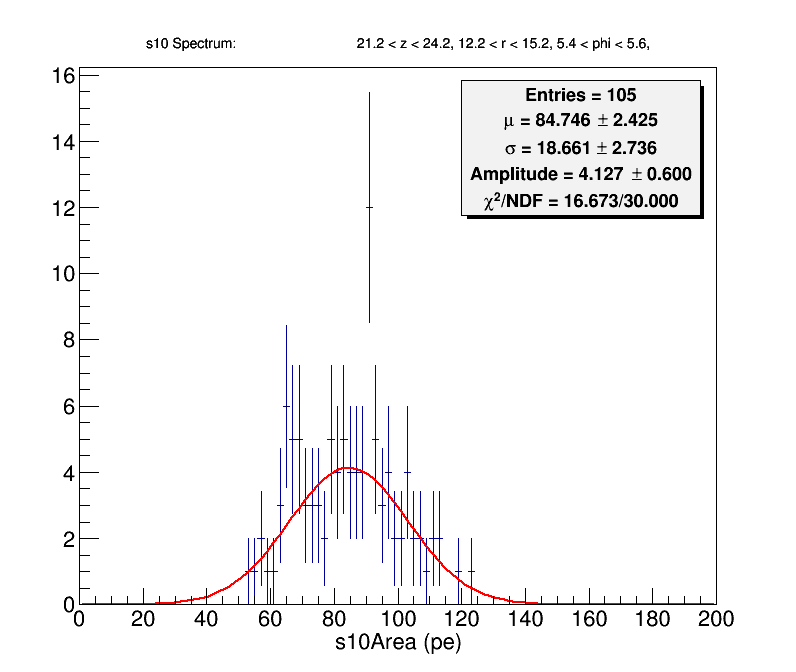 s10 Spectrum: 21.2 < z < 24.2, 12.2 < r < 15.2, 5.4 < phi < 5.6,
Entries = 105
μ = 84.746 ± 2.425
σ = 18.661 ± 2.736
Amplitude = 4.127 ± 0.600
χ²/NDF = 16.673/30.000
16
14
12
10
8
6
4
2
0
0 20 40 60 80 100 120 140 160 180 200
s10Area (pe)